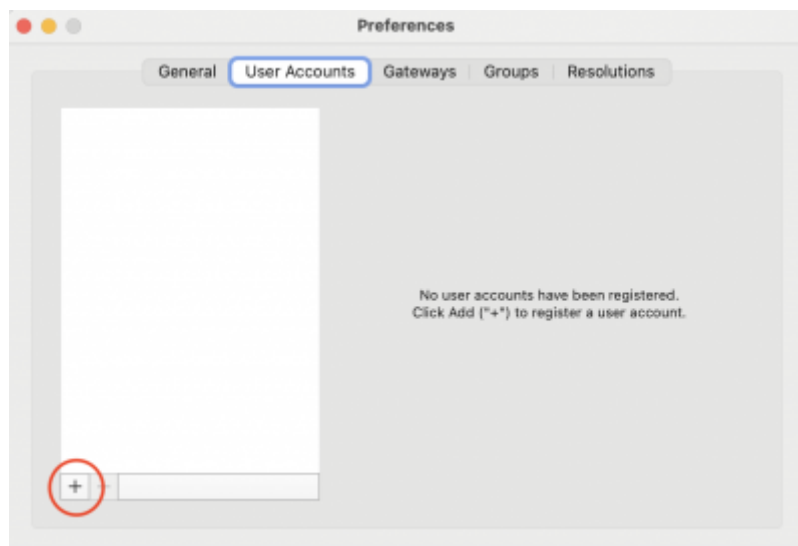 Preferences
General User Accounts Gateways Groups Resolutions
No user accounts have been registered.
Click Add ("+") to register a user account.
+ −